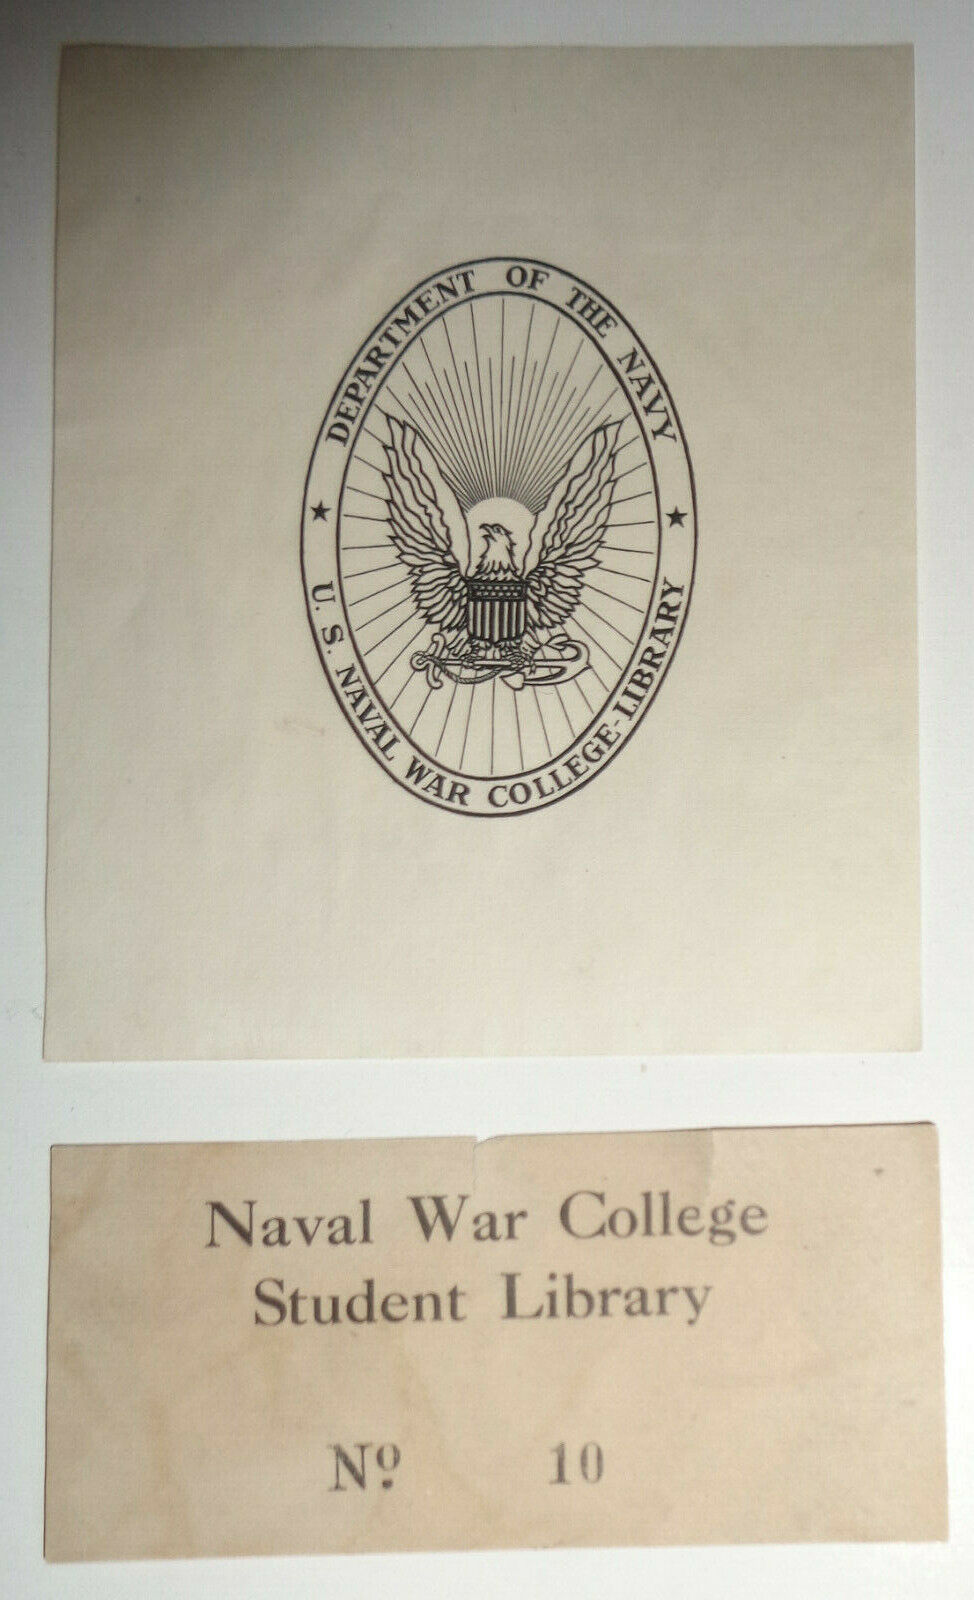 DEPARTMENT OF THE NAVY
U. S. NAVAL WAR COLLEGE-LIBRARY
Naval War College
Student Library
Nº. 10